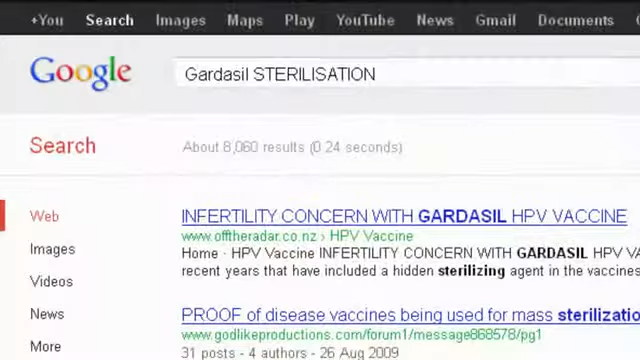 +You Search Images Maps Play YouTube News Gmail Documents
Google
Gardasil STERILISATION
Search
About 8,060 results (0.24 seconds)
Web
Images
Videos
News
More
INFERTILITY CONCERN WITH GARDASIL HPV VACCINE
www.offtheradar.co.nz › HPV Vaccine
Home · HPV Vaccine INFERTILITY CONCERN WITH GARDASIL HPV VA
recent years that have included a hidden sterilizing agent in the vaccines
PROOF of disease vaccines being used for mass sterilizatio
www.godlikeproductions.com/forum1/message868578/pg1
31 posts - 4 authors - 26 Aug 2009